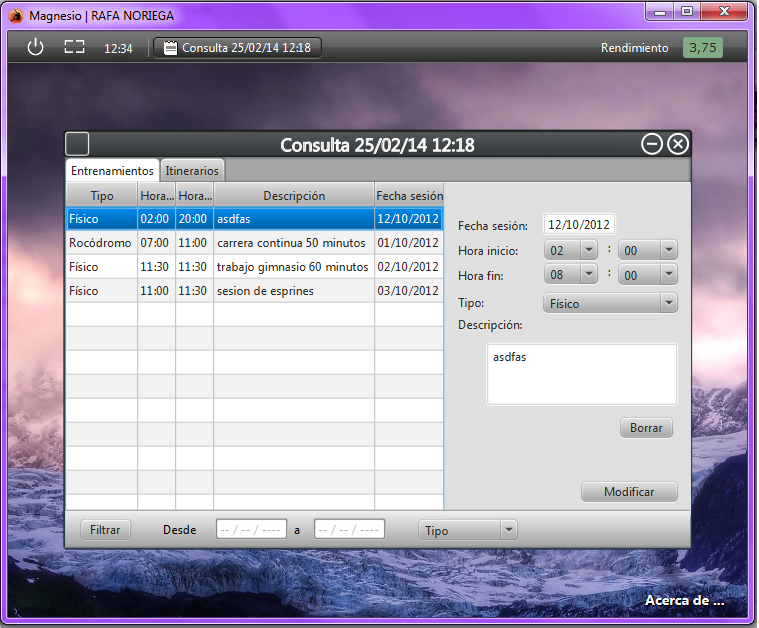 Magnesio | RAFA NORIEGA
12:34 Consulta 25/02/14 12:18 Rendimiento 3,75
Consulta 25/02/14 12:18
Entrenamientos Itinerarios
Tipo Hora... Hora... Descripción Fecha sesión
Físico 02:00 20:00 asdfas 12/10/2012
Rocódromo 07:00 11:00 carrera continua 50 minutos 01/10/2012
Físico 11:30 11:30 trabajo gimnasio 60 minutos 02/10/2012
Físico 11:00 11:30 sesion de esprines 03/10/2012
Fecha sesión: 12/10/2012
Hora inicio: 02 : 00
Hora fin: 08 : 00
Tipo: Físico
Descripción:
asdfas
Borrar
Modificar
Filtrar Desde -- / -- / ---- a -- / -- / ---- Tipo
Acerca de ...